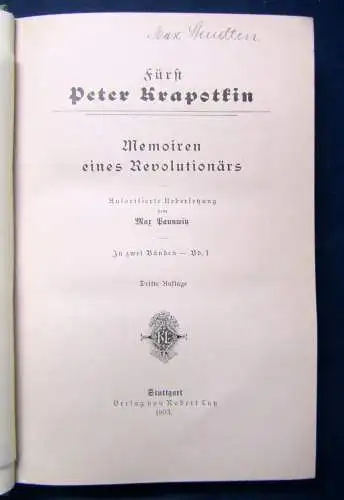 Max
Fürst
Peter Krapotkin
Memoiren
eines Revolutionärs
Autorisierte Uebersetzung
von
Max Pannwitz
In zwei Bänden — Bd. 1
Dritte Auflage
Stuttgart
Verlag von Robert Lutz
1903.